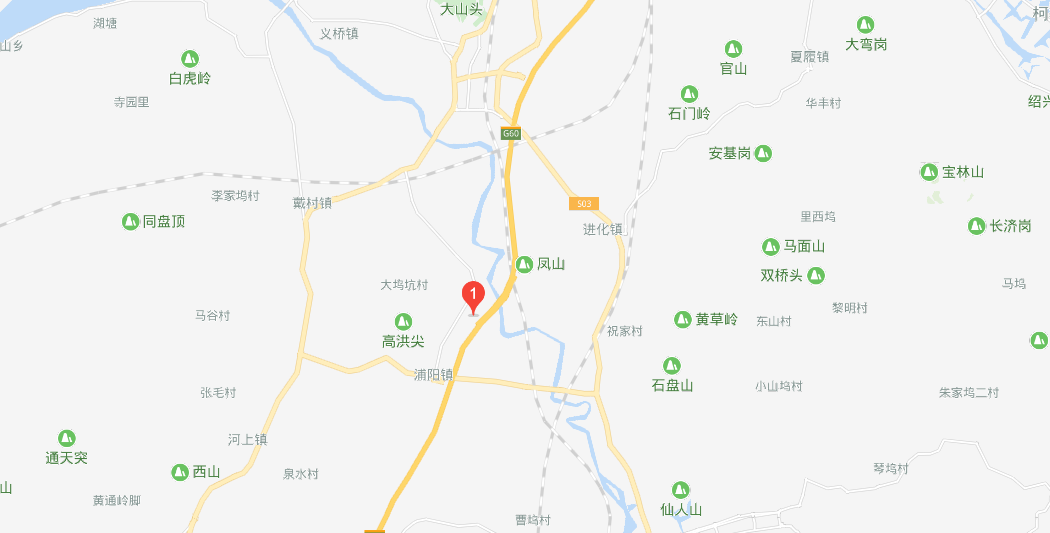 大山头
湖塘
义桥镇
柯
山乡
大弯岗
夏履镇
官山
白虎岭
寺园里
石门岭
华丰村
绍兴
G60
安基岗
宝林山
李家坞村
戴村镇
S03
同盘顶
进化镇
里西坞
长济岗
马面山
凤山
双桥头
大坞坑村
马坞
1
马谷村
黄草岭
东山村
黎明村
高洪尖
祝家村
浦阳镇
石盘山
小山坞村
张毛村
朱家坞二村
河上镇
通天突
西山
泉水村
琴坞村
山
黄通岭脚
仙人山
曹坞村